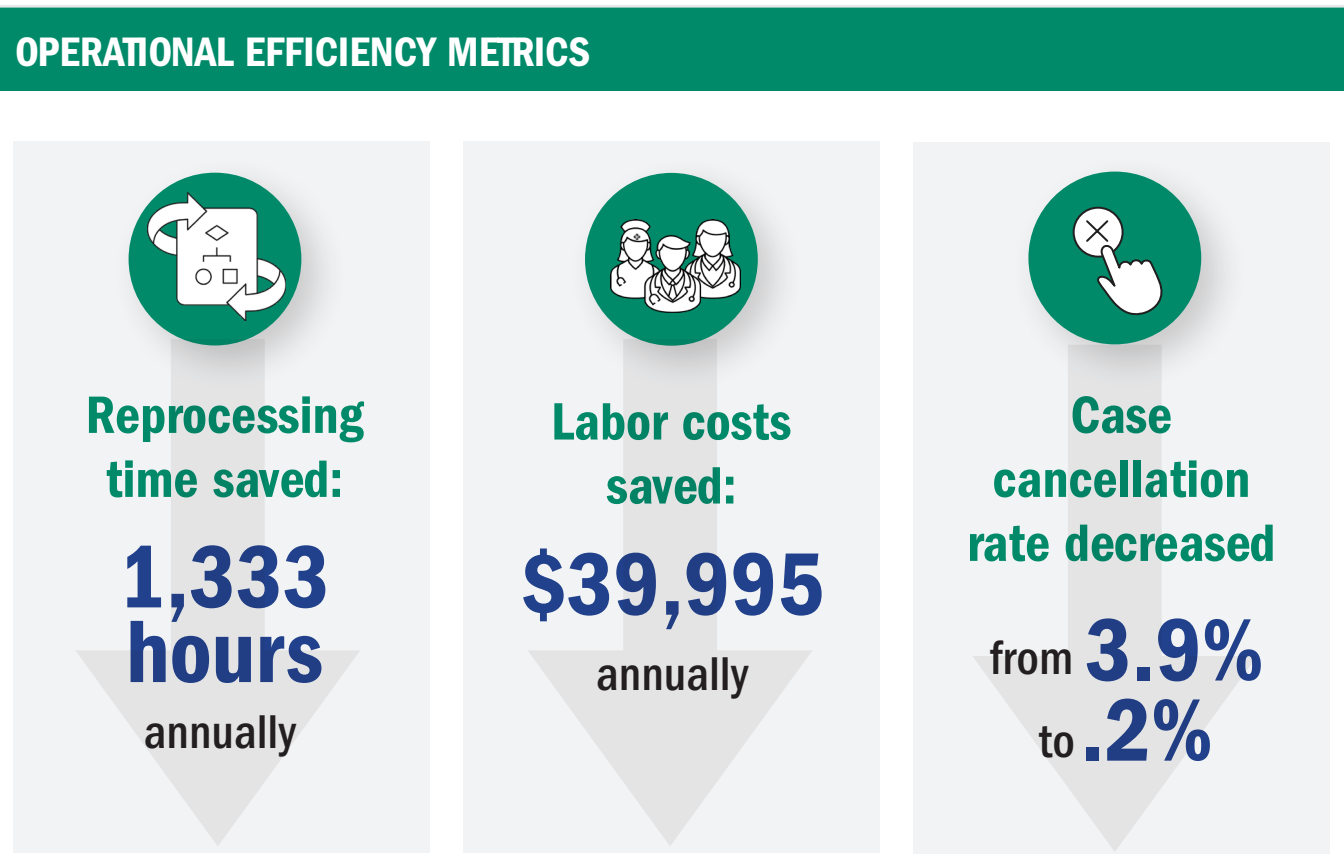 OPERATIONAL EFFICIENCY METRICS
Reprocessing
time saved:
1,333
hours
annually
Labor costs
saved:
$39,995
annually
Case
cancellation
rate decreased
from 3.9%
to .2%